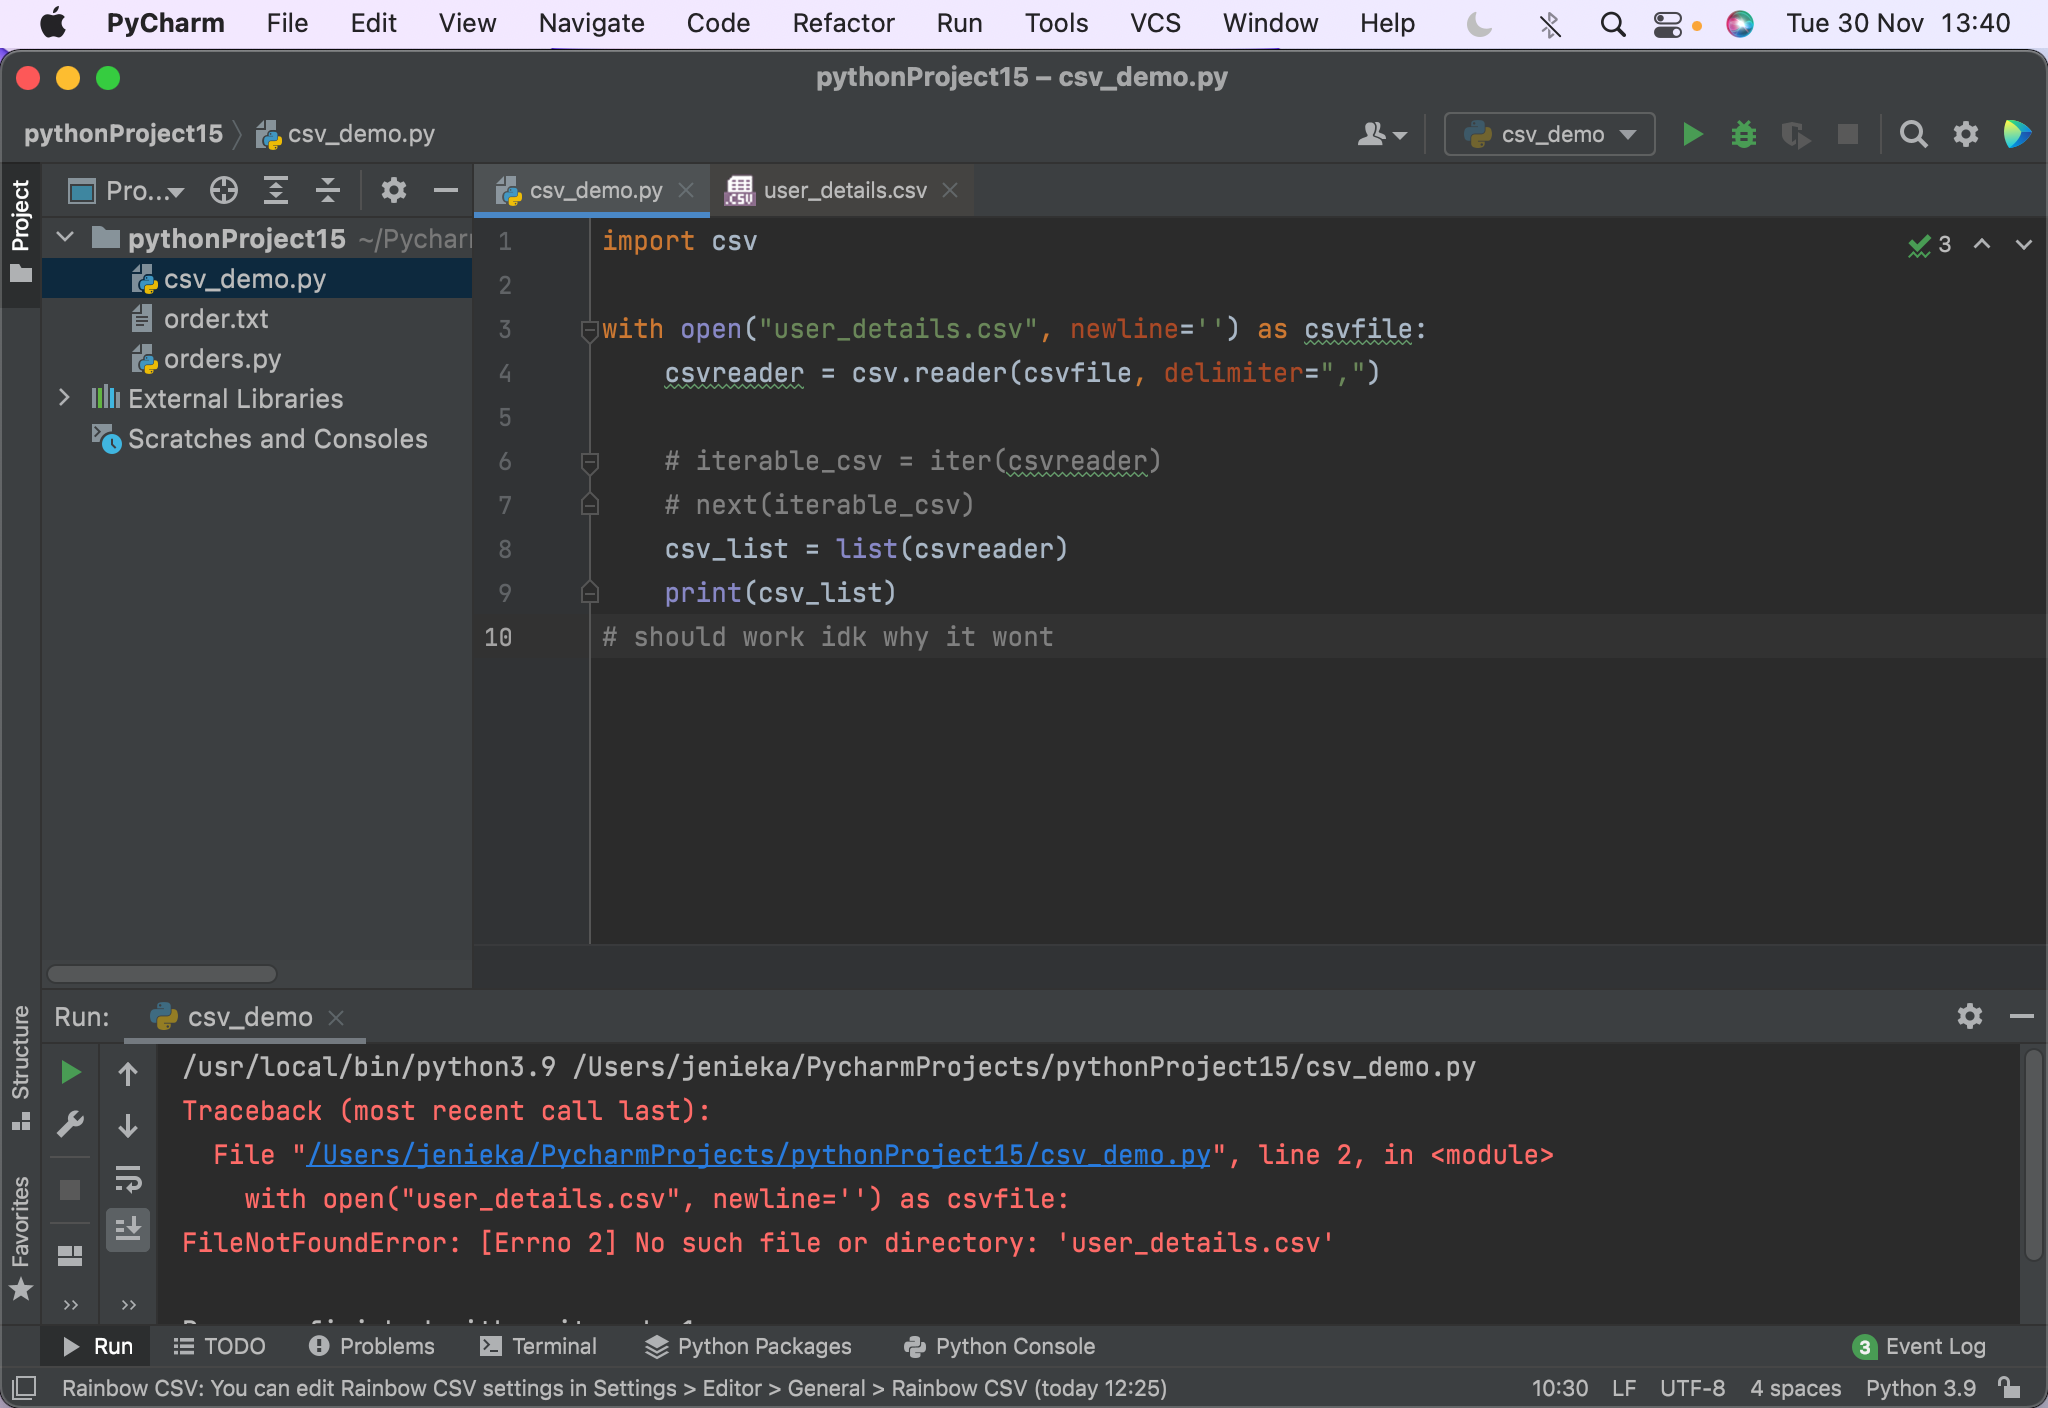 PyCharm File Edit View Navigate Code Refactor Run Tools VCS Window Help Tue 30 Nov 13:40
pythonProject15 – csv_demo.py
pythonProject15 csv_demo.py
csv_demo
Project
Pro...
csv_demo.py
user_details.csv
pythonProject15 ~/Pychar
csv_demo.py
order.txt
orders.py
External Libraries
Scratches and Consoles
3
1 import csv
2
3 with open("user_details.csv", newline='') as csvfile:
4 csvreader = csv.reader(csvfile, delimiter=",")
5
6 # iterable_csv = iter(csvreader)
7 # next(iterable_csv)
8 csv_list = list(csvreader)
9 print(csv_list)
10 # should work idk why it wont
Structure
Favorites
Run: csv_demo
/usr/local/bin/python3.9 /Users/jenieka/PycharmProjects/pythonProject15/csv_demo.py
Traceback (most recent call last):
File "/Users/jenieka/PycharmProjects/pythonProject15/csv_demo.py", line 2, in <module>
with open("user_details.csv", newline='') as csvfile:
FileNotFoundError: [Errno 2] No such file or directory: 'user_details.csv'
Run TODO Problems Terminal Python Packages Python Console 3 Event Log
Rainbow CSV: You can edit Rainbow CSV settings in Settings > Editor > General > Rainbow CSV (today 12:25) 10:30 LF UTF-8 4 spaces Python 3.9